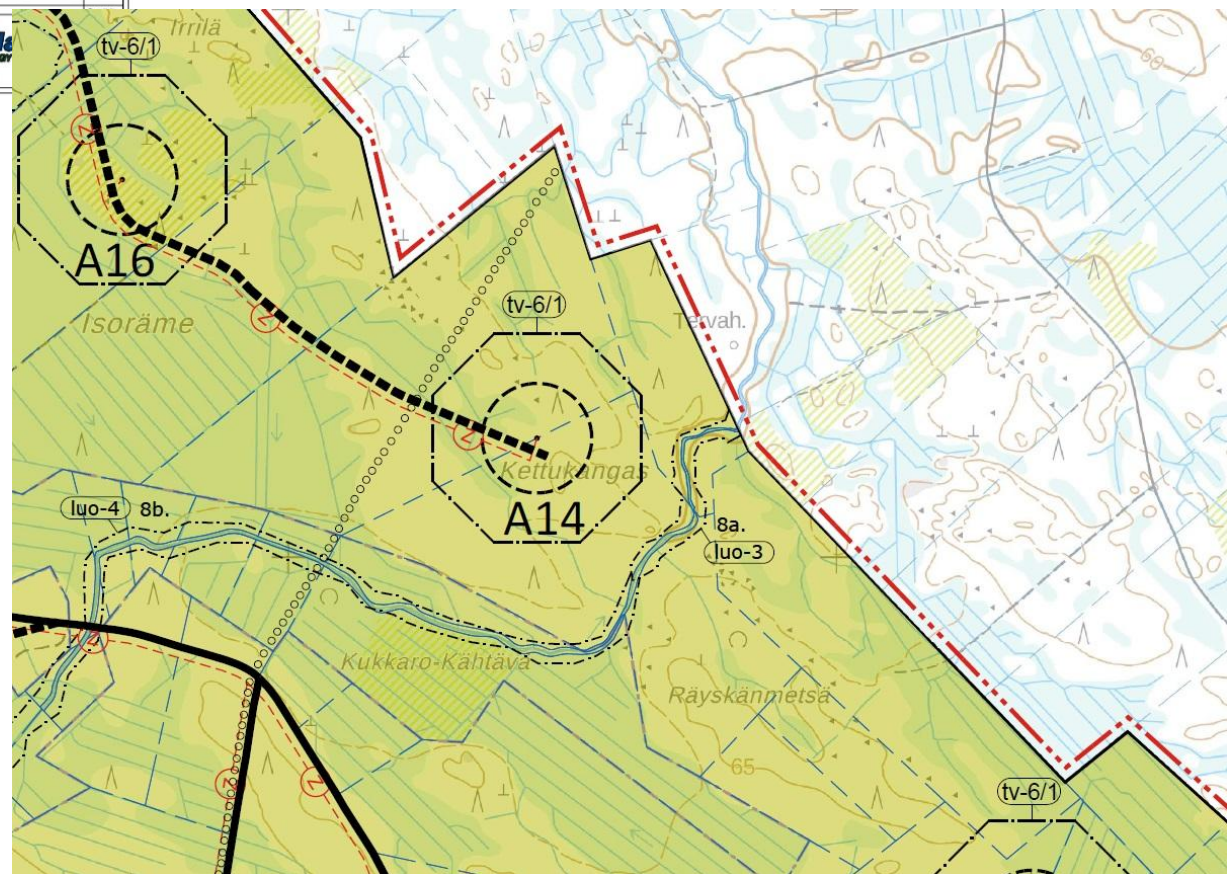 Irrilä
tv-6/1
60
A16
Isoräme
tv-6/1
Tervah.
Kettukangas
A14
luo-4 8b.
8a.
luo-3
Kukkaro-Kähtävä
Räyskänmetsä
65
tv-6/1